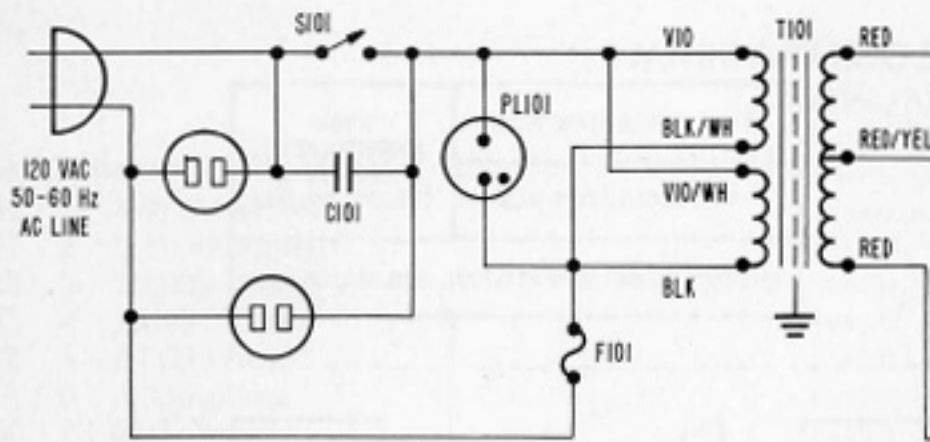 S101
VIO
T101
RED
PL101
BLK/WH
RED/YEL
120 VAC
50-60 Hz
AC LINE
C101
VIO/WH
RED
BLK
F101